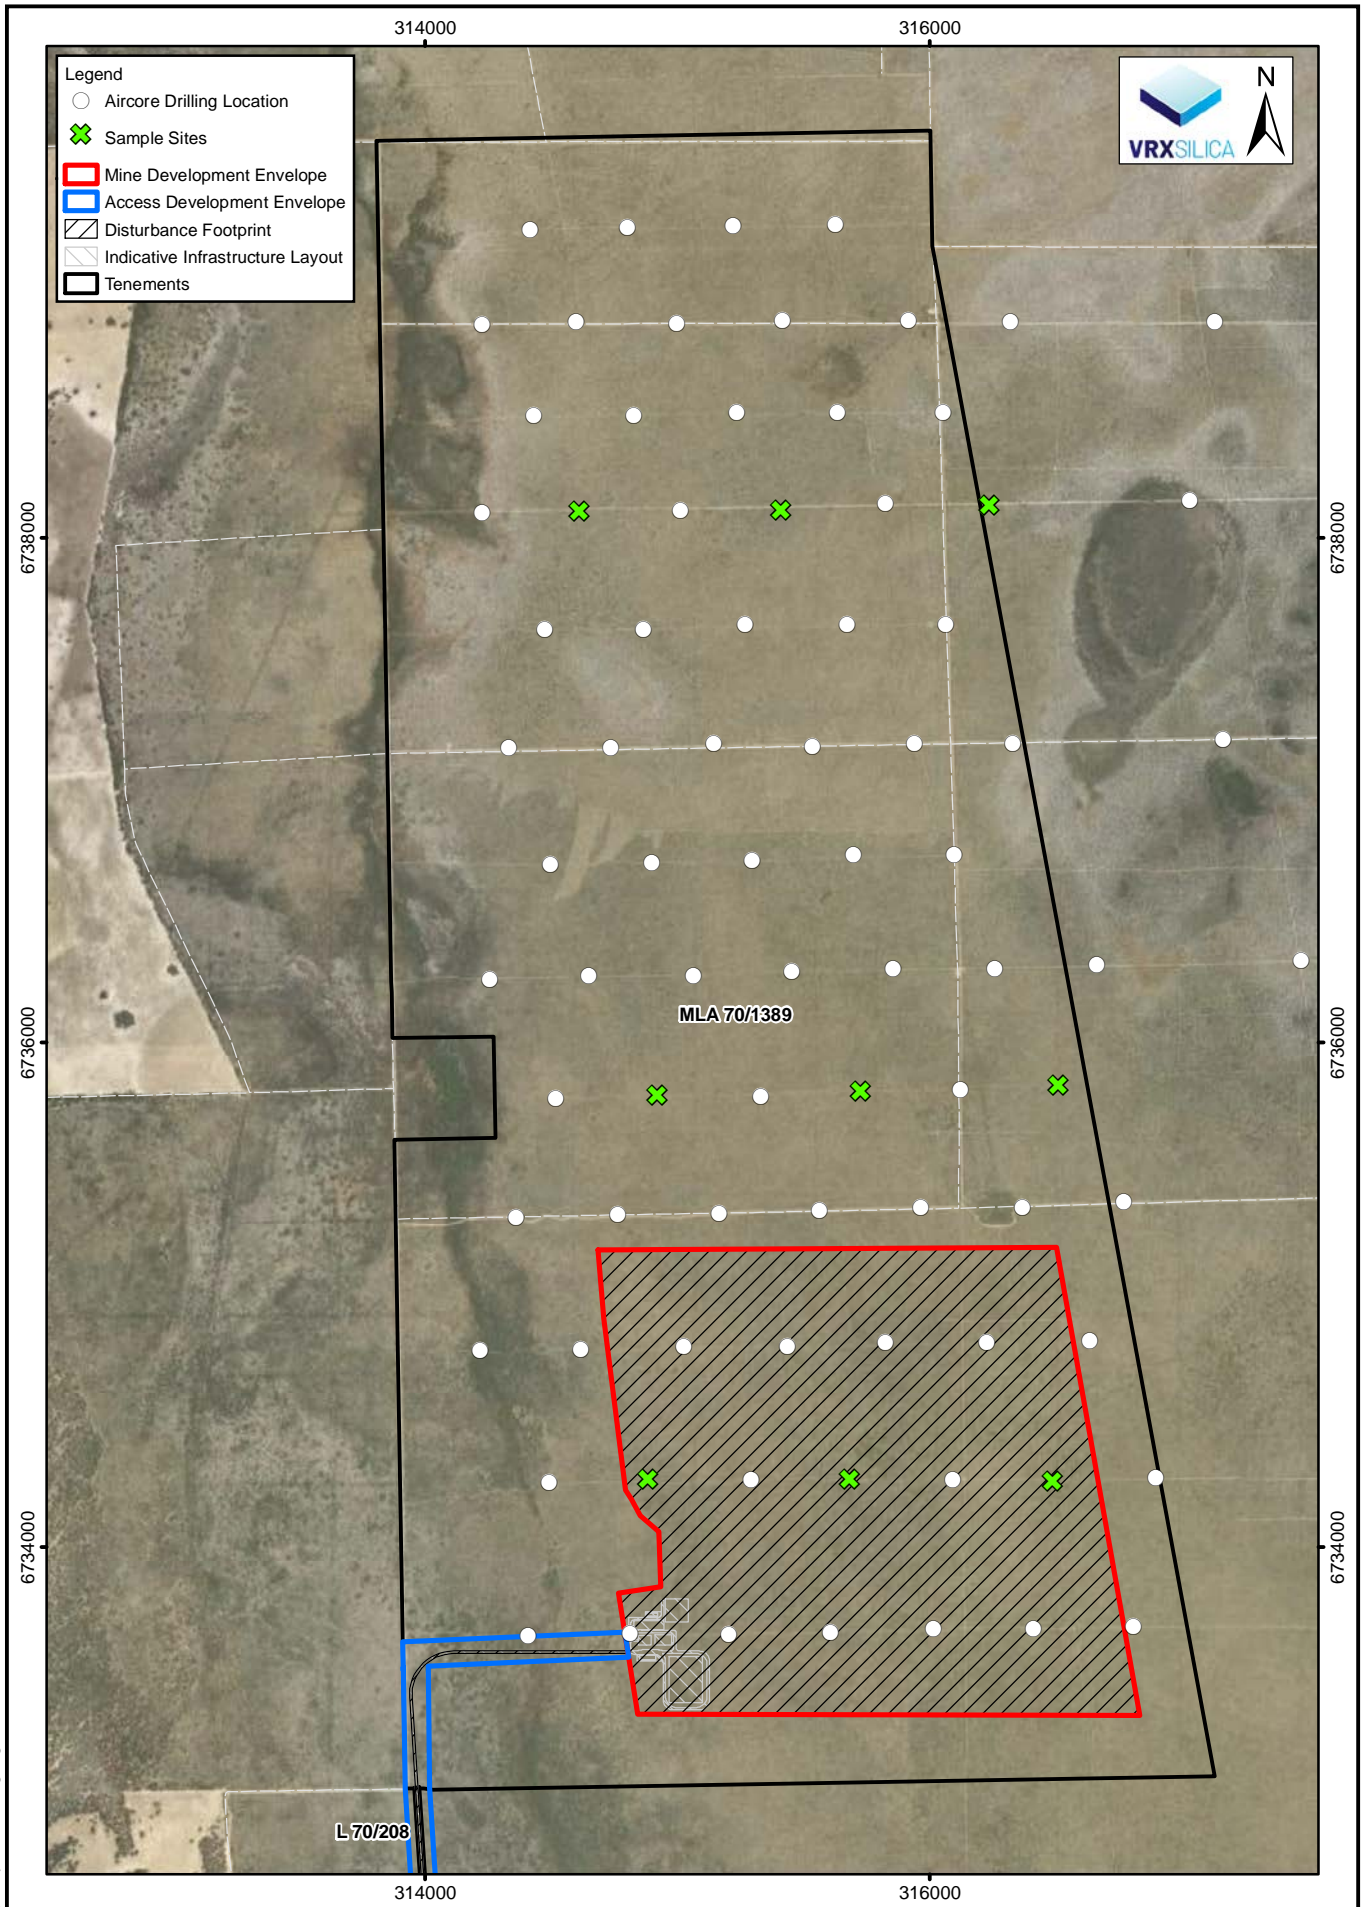 314000
316000
Legend
Aircore Drilling Location
Sample Sites
Mine Development Envelope
Access Development Envelope
Disturbance Footprint
Indicative Infrastructure Layout
Tenements
N
VRXSILICA
6738000
6738000
MLA 70/1389
6736000
6736000
6734000
6734000
L 70/208
314000
316000